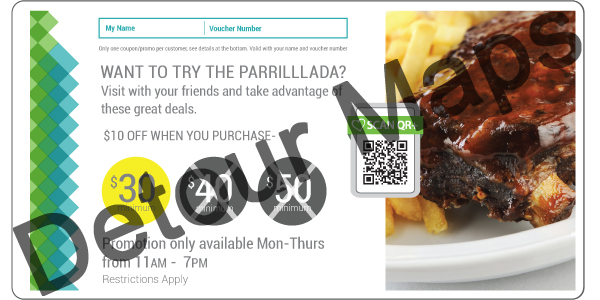 My Name Voucher Number
Only one coupon/promo per customer, see details at the bottom. Valid with your name and voucher number
WANT TO TRY THE PARRILLLADA?
Visit with your friends and take advantage of
these great deals.
$10 OFF WHEN YOU PURCHASE-
SCAN QR
$30 $40 $50
minimum minimum minimum
Promotion only available Mon-Thurs
from 11AM - 7PM
Restrictions Apply
Detour Maps